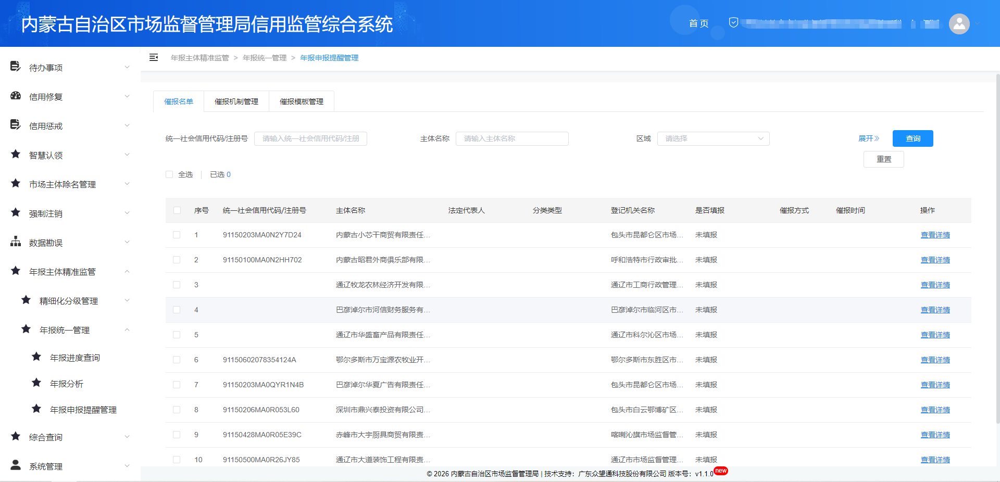 内蒙古自治区市场监督管理局信用监管综合系统
首页
年报主体精准监管 > 年报统一管理 > 年报申报提醒管理
待办事项
信用修复
信用惩戒
智慧认领
市场主体除名管理
强制注销
数据勘误
年报主体精准监管
精细化分级管理
年报统一管理
年报进度查询
年报分析
年报申报提醒管理
综合查询
系统管理
催报名单 催报机制管理 催报模板管理
统一社会信用代码/注册号 请输入统一社会信用代码/注册 主体名称 请输入主体名称 区域 请选择 展开 查询
重置
全选 已选 0
序号 统一社会信用代码/注册号 主体名称 法定代表人 分类类型 登记机关名称 是否填报 催报方式 催报时间 操作
1 91150203MA0N2Y7D24 内蒙古小芯干商贸有限责任... 包头市昆都仑区市场... 未填报 查看详情
2 91150100MA0N2HH702 内蒙古昭君外商俱乐部有限... 呼和浩特市行政审批... 未填报 查看详情
3 通辽牧龙农林经济开发有限... 通辽市工商行政管理... 未填报 查看详情
4 巴彦淖尔市河信财务服务有... 巴彦淖尔市临河区市... 未填报 查看详情
5 通辽市华盛畜产品有限责任... 通辽市科尔沁区市场... 未填报 查看详情
6 91150602078354124A 鄂尔多斯市万宝源农牧业开... 鄂尔多斯市东胜区市... 未填报 查看详情
7 91150203MA0QYR1N4B 巴彦淖尔华夏广告有限责任... 包头市昆都仑区市场... 未填报 查看详情
8 91150206MA0R053L60 深圳市鼎兴泰投资有限公司... 包头市白云鄂博矿区... 未填报 查看详情
9 91150428MA0R05E39C 赤峰市大宇厨具商贸有限责... 喀喇沁旗市场监督管... 未填报 查看详情
10 91150500MA0R26JY85 通辽市大道装饰工程有限责... 通辽市市场监督管理... 未填报 查看详情
© 2026 内蒙古自治区市场监督管理局 | 技术支持：广东众望通科技股份有限公司 版本号：v1.1.0 new